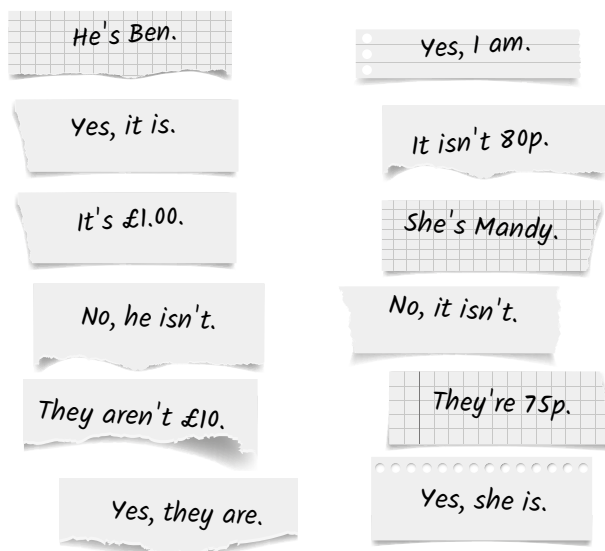 He's Ben.
Yes, it is.
It's £1.00.
No, he isn't.
They aren't £10.
Yes, they are.
Yes, I am.
It isn't 80p.
She's Mandy.
No, it isn't.
They're 75p.
Yes, she is.